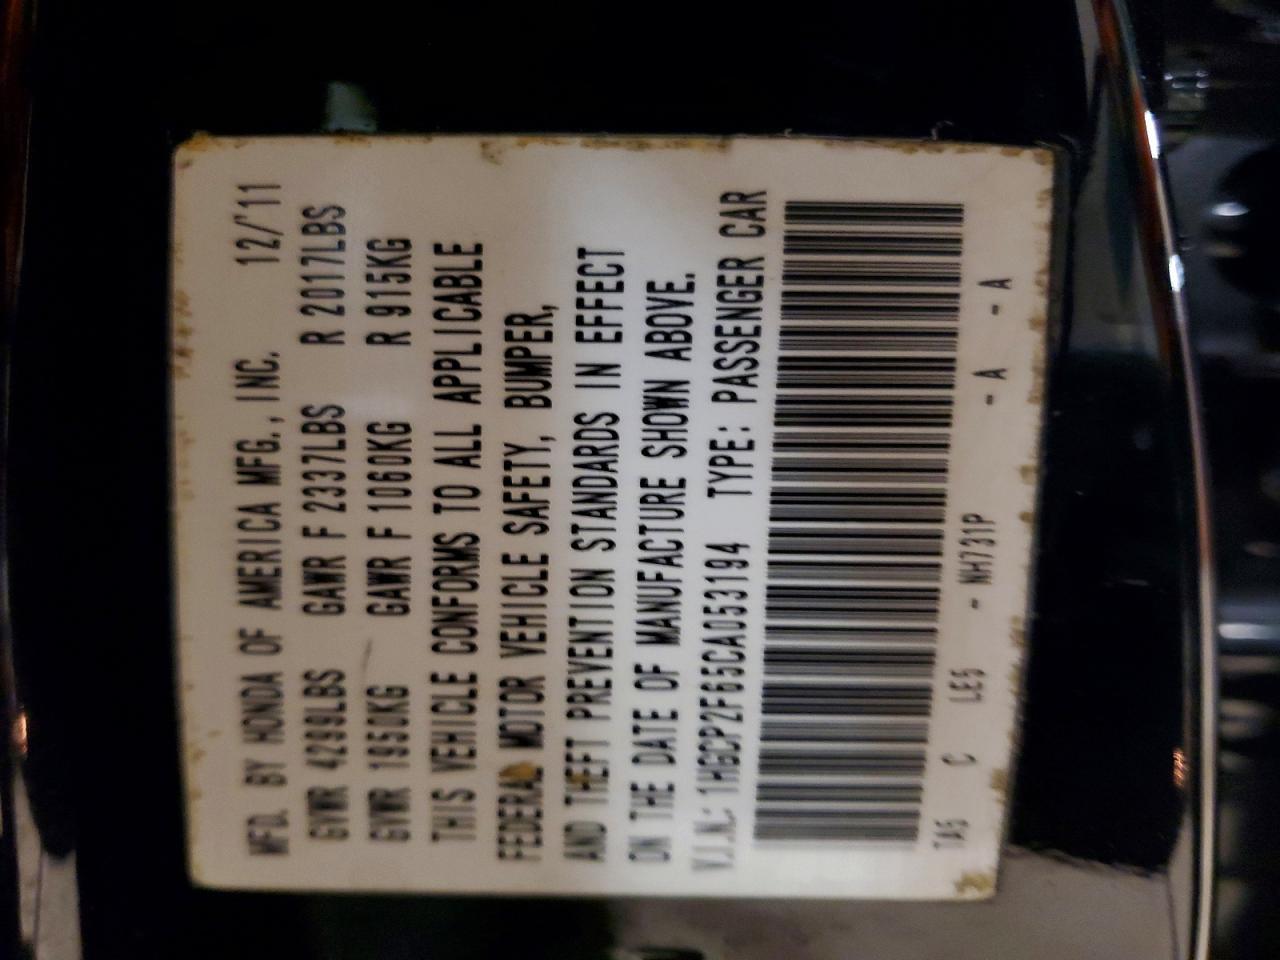 MFD. BY HONDA OF AMERICA MFG., INC. 12/'11
GVWR 4299LBS GAWR F 2337LBS R 2017LBS
GVWR 1950KG GAWR F 1060KG R 915KG
THIS VEHICLE CONFORMS TO ALL APPLICABLE
FEDERAL MOTOR VEHICLE SAFETY, BUMPER,
AND THEFT PREVENTION STANDARDS IN EFFECT
ON THE DATE OF MANUFACTURE SHOWN ABOVE.
V.I.N.: 1HGCP2F65CA053194 TYPE: PASSENGER CAR
TA5 C LE5 - NH731P - A - A